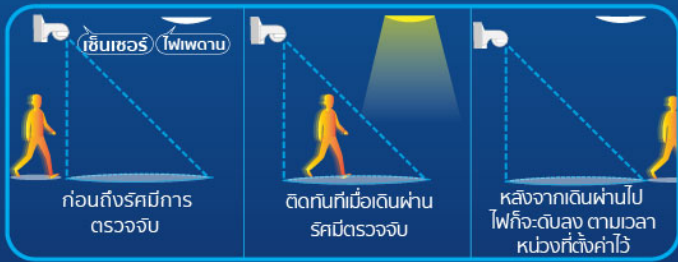 เซ็นเซอร์
ไฟเพดาน
ก่อนถึงรัศมีการ
ตรวจจับ
ติดทันทีเมื่อเดินผ่าน
รัศมีตรวจจับ
หลังจากเดินผ่านไป
ไฟก็จะดับลง ตามเวลา
หน่วงที่ตั้งค่าไว้